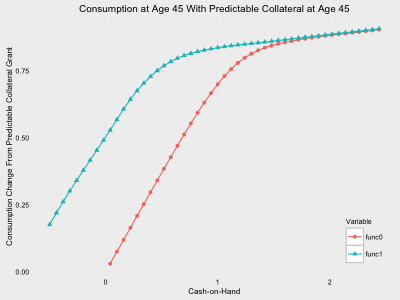 Consumption at Age 45 With Predictable Collateral at Age 45
Consumption Change From Predictable Collateral Grant
0.75
0.50
0.25
0.00
0
1
2
Cash-on-Hand
Variable
func0
func1